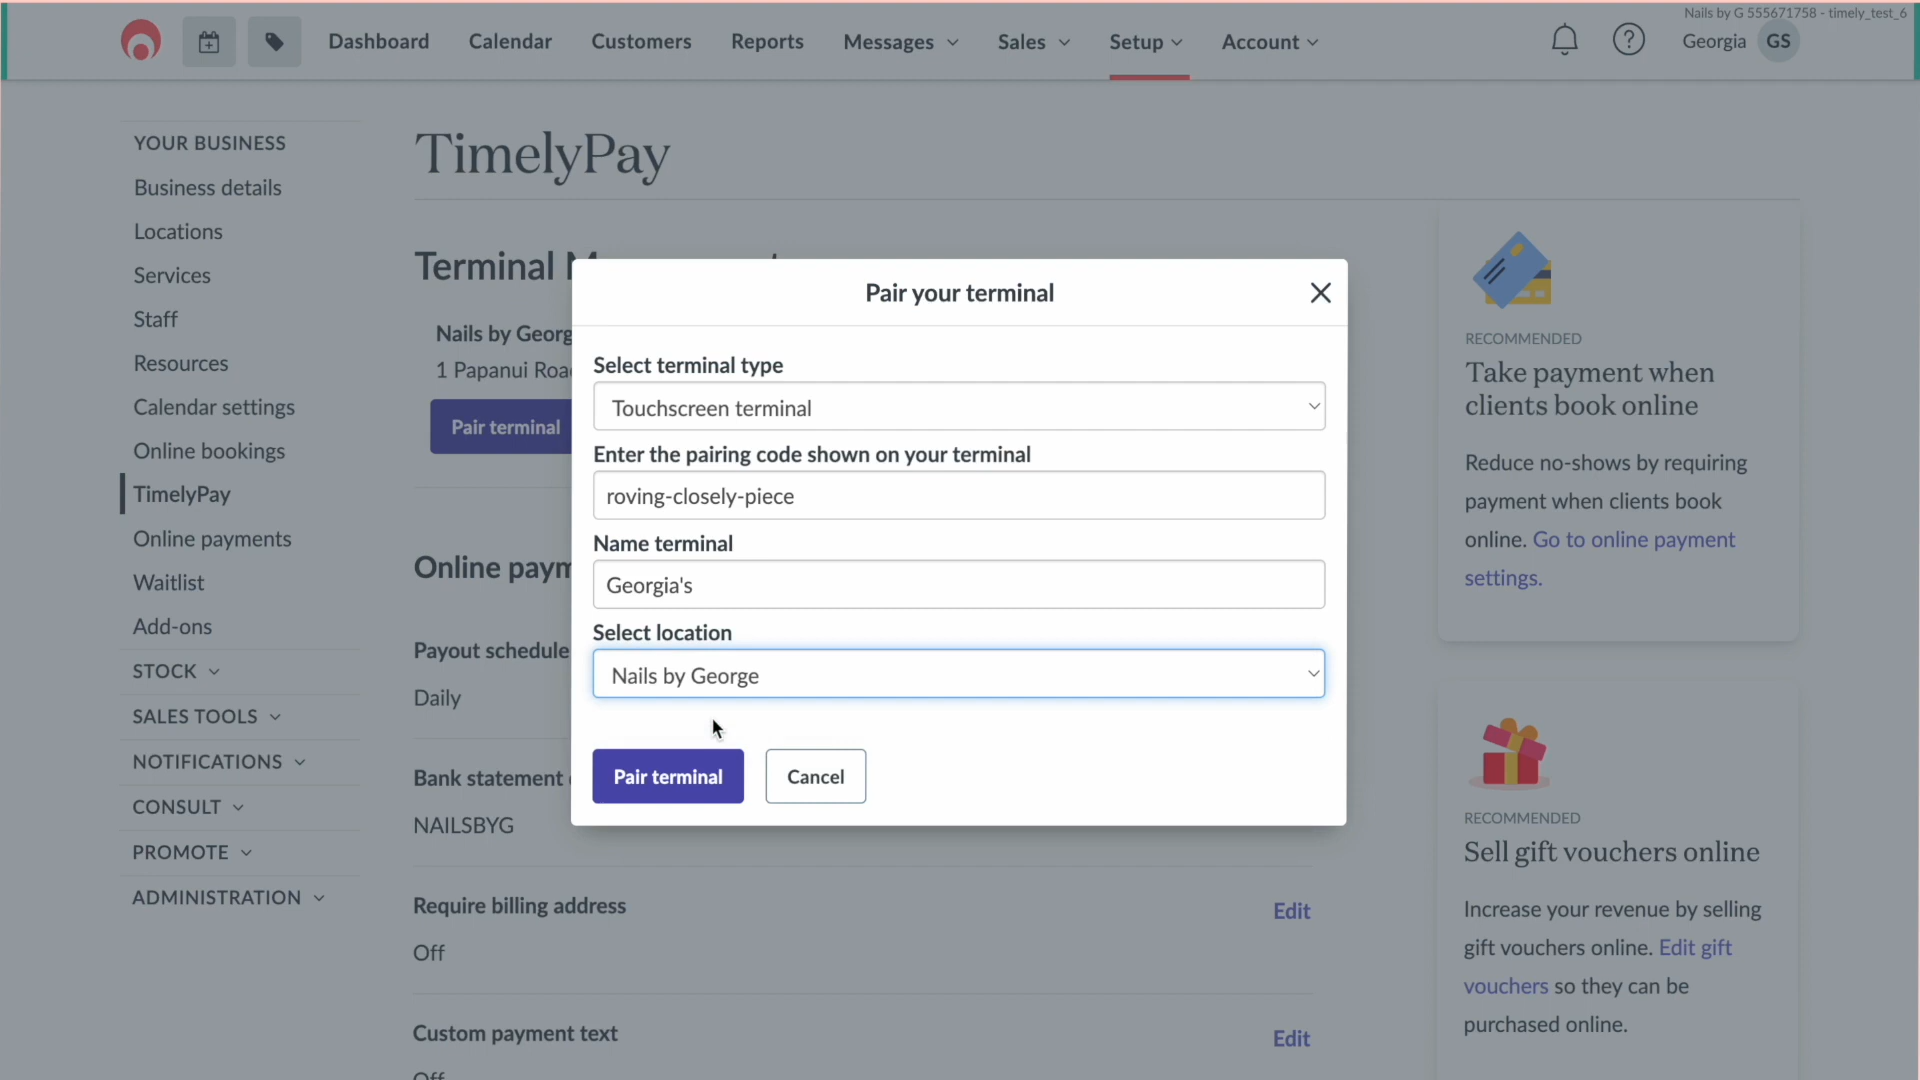 Nails by G 555671758 - timely_test_6
Dashboard Calendar Customers Reports Messages Sales Setup Account Georgia GS
YOUR BUSINESS
Business details
Locations
Services
Staff
Resources
Calendar settings
Online bookings
TimelyPay
Online payments
Waitlist
Add-ons
STOCK
SALES TOOLS
NOTIFICATIONS
CONSULT
PROMOTE
ADMINISTRATION
TimelyPay
Terminal
Nails by Georg
1 Papanui Roa
Pair terminal
Online paym
Payout schedule
Daily
Bank statement
NAILSBYG
Require billing address
Edit
Off
Custom payment text
Edit
Off
Pair your terminal
Select terminal type
Touchscreen terminal
Enter the pairing code shown on your terminal
roving-closely-piece
Name terminal
Georgia's
Select location
Nails by George
Pair terminal Cancel
RECOMMENDED
Take payment when
clients book online
Reduce no-shows by requiring
payment when clients book
online. Go to online payment
settings.
RECOMMENDED
Sell gift vouchers online
Increase your revenue by selling
gift vouchers online. Edit gift
vouchers so they can be
purchased online.